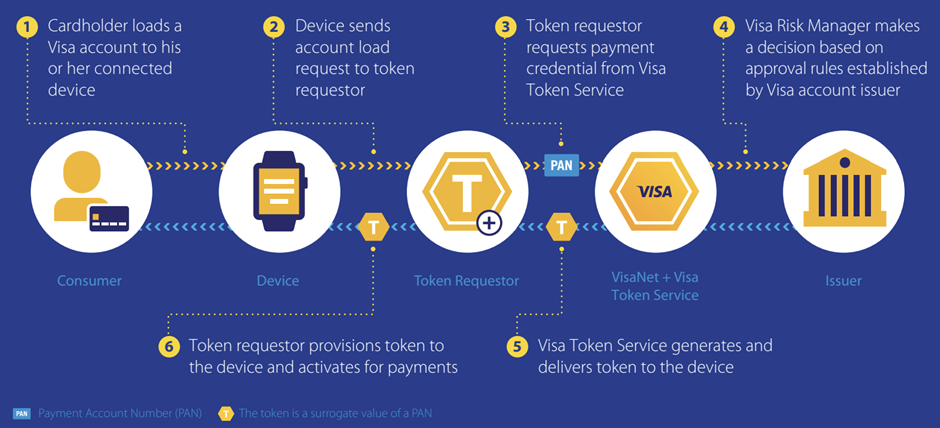 1 Cardholder loads a
Visa account to his
or her connected
device
2 Device sends
account load
request to token
requestor
3 Token requestor
requests payment
credential from Visa
Token Service
4 Visa Risk Manager makes
a decision based on
approval rules established
by Visa account issuer
PAN
T
VISA
T
T
Consumer
Device
Token Requestor
VisaNet + Visa
Token Service
Issuer
6 Token requestor provisions token to
the device and activates for payments
5 Visa Token Service generates and
delivers token to the device
PAN Payment Account Number (PAN)
T The token is a surrogate value of a PAN